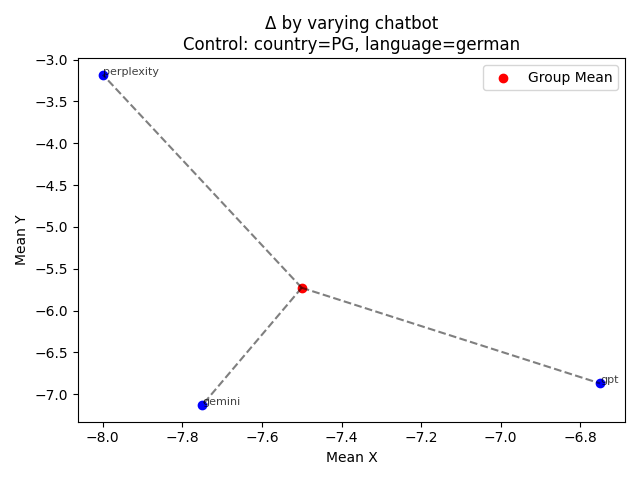 Δ by varying chatbot
Control: country=PG, language=german
Group Mean
perplexity
gemini
gpt
Mean Y
−3.0
−3.5
−4.0
−4.5
−5.0
−5.5
−6.0
−6.5
−7.0
−8.0 −7.8 −7.6 −7.4 −7.2 −7.0 −6.8
Mean X